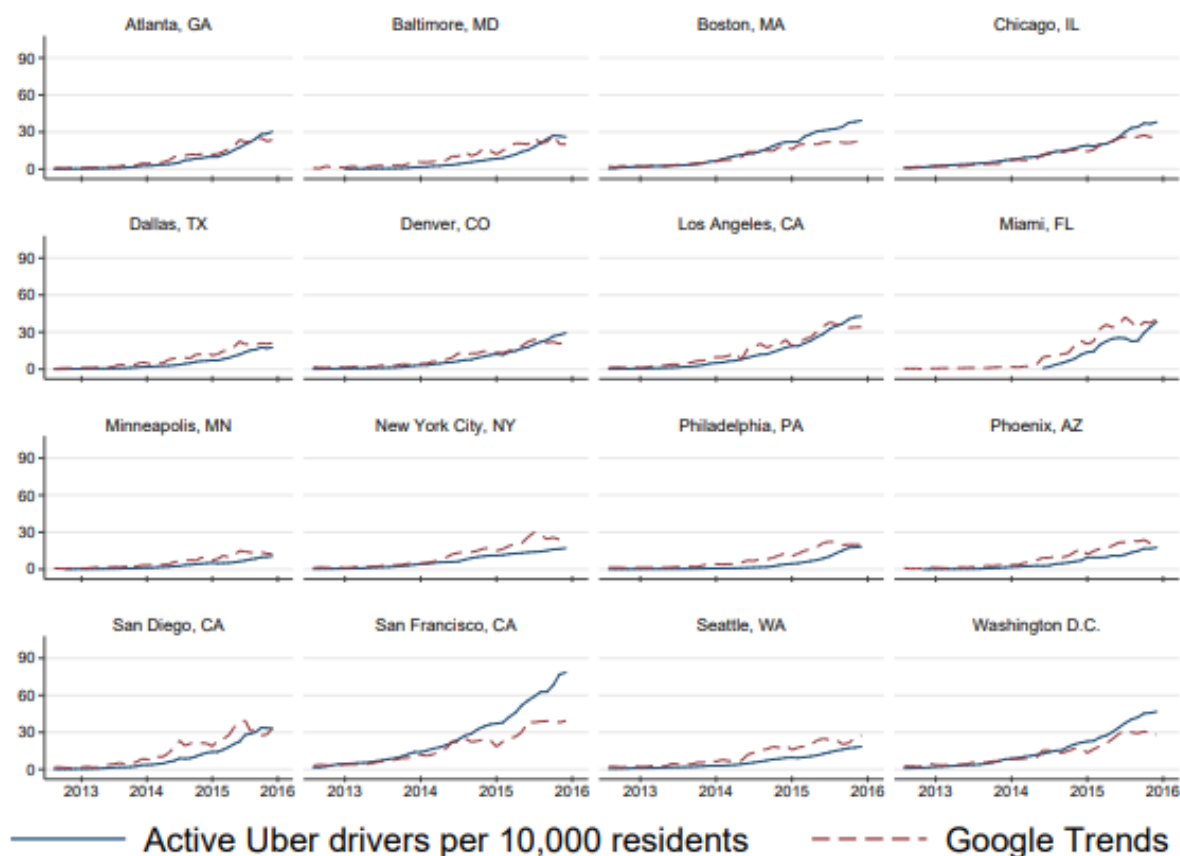 Atlanta, GA Baltimore, MD Boston, MA Chicago, IL
90
60
30
0
Dallas, TX Denver, CO Los Angeles, CA Miami, FL
90
60
30
0
Minneapolis, MN New York City, NY Philadelphia, PA Phoenix, AZ
90
60
30
0
San Diego, CA San Francisco, CA Seattle, WA Washington D.C.
90
60
30
0
2013 2014 2015 2016 2013 2014 2015 2016 2013 2014 2015 2016 2013 2014 2015 2016
Active Uber drivers per 10,000 residents Google Trends